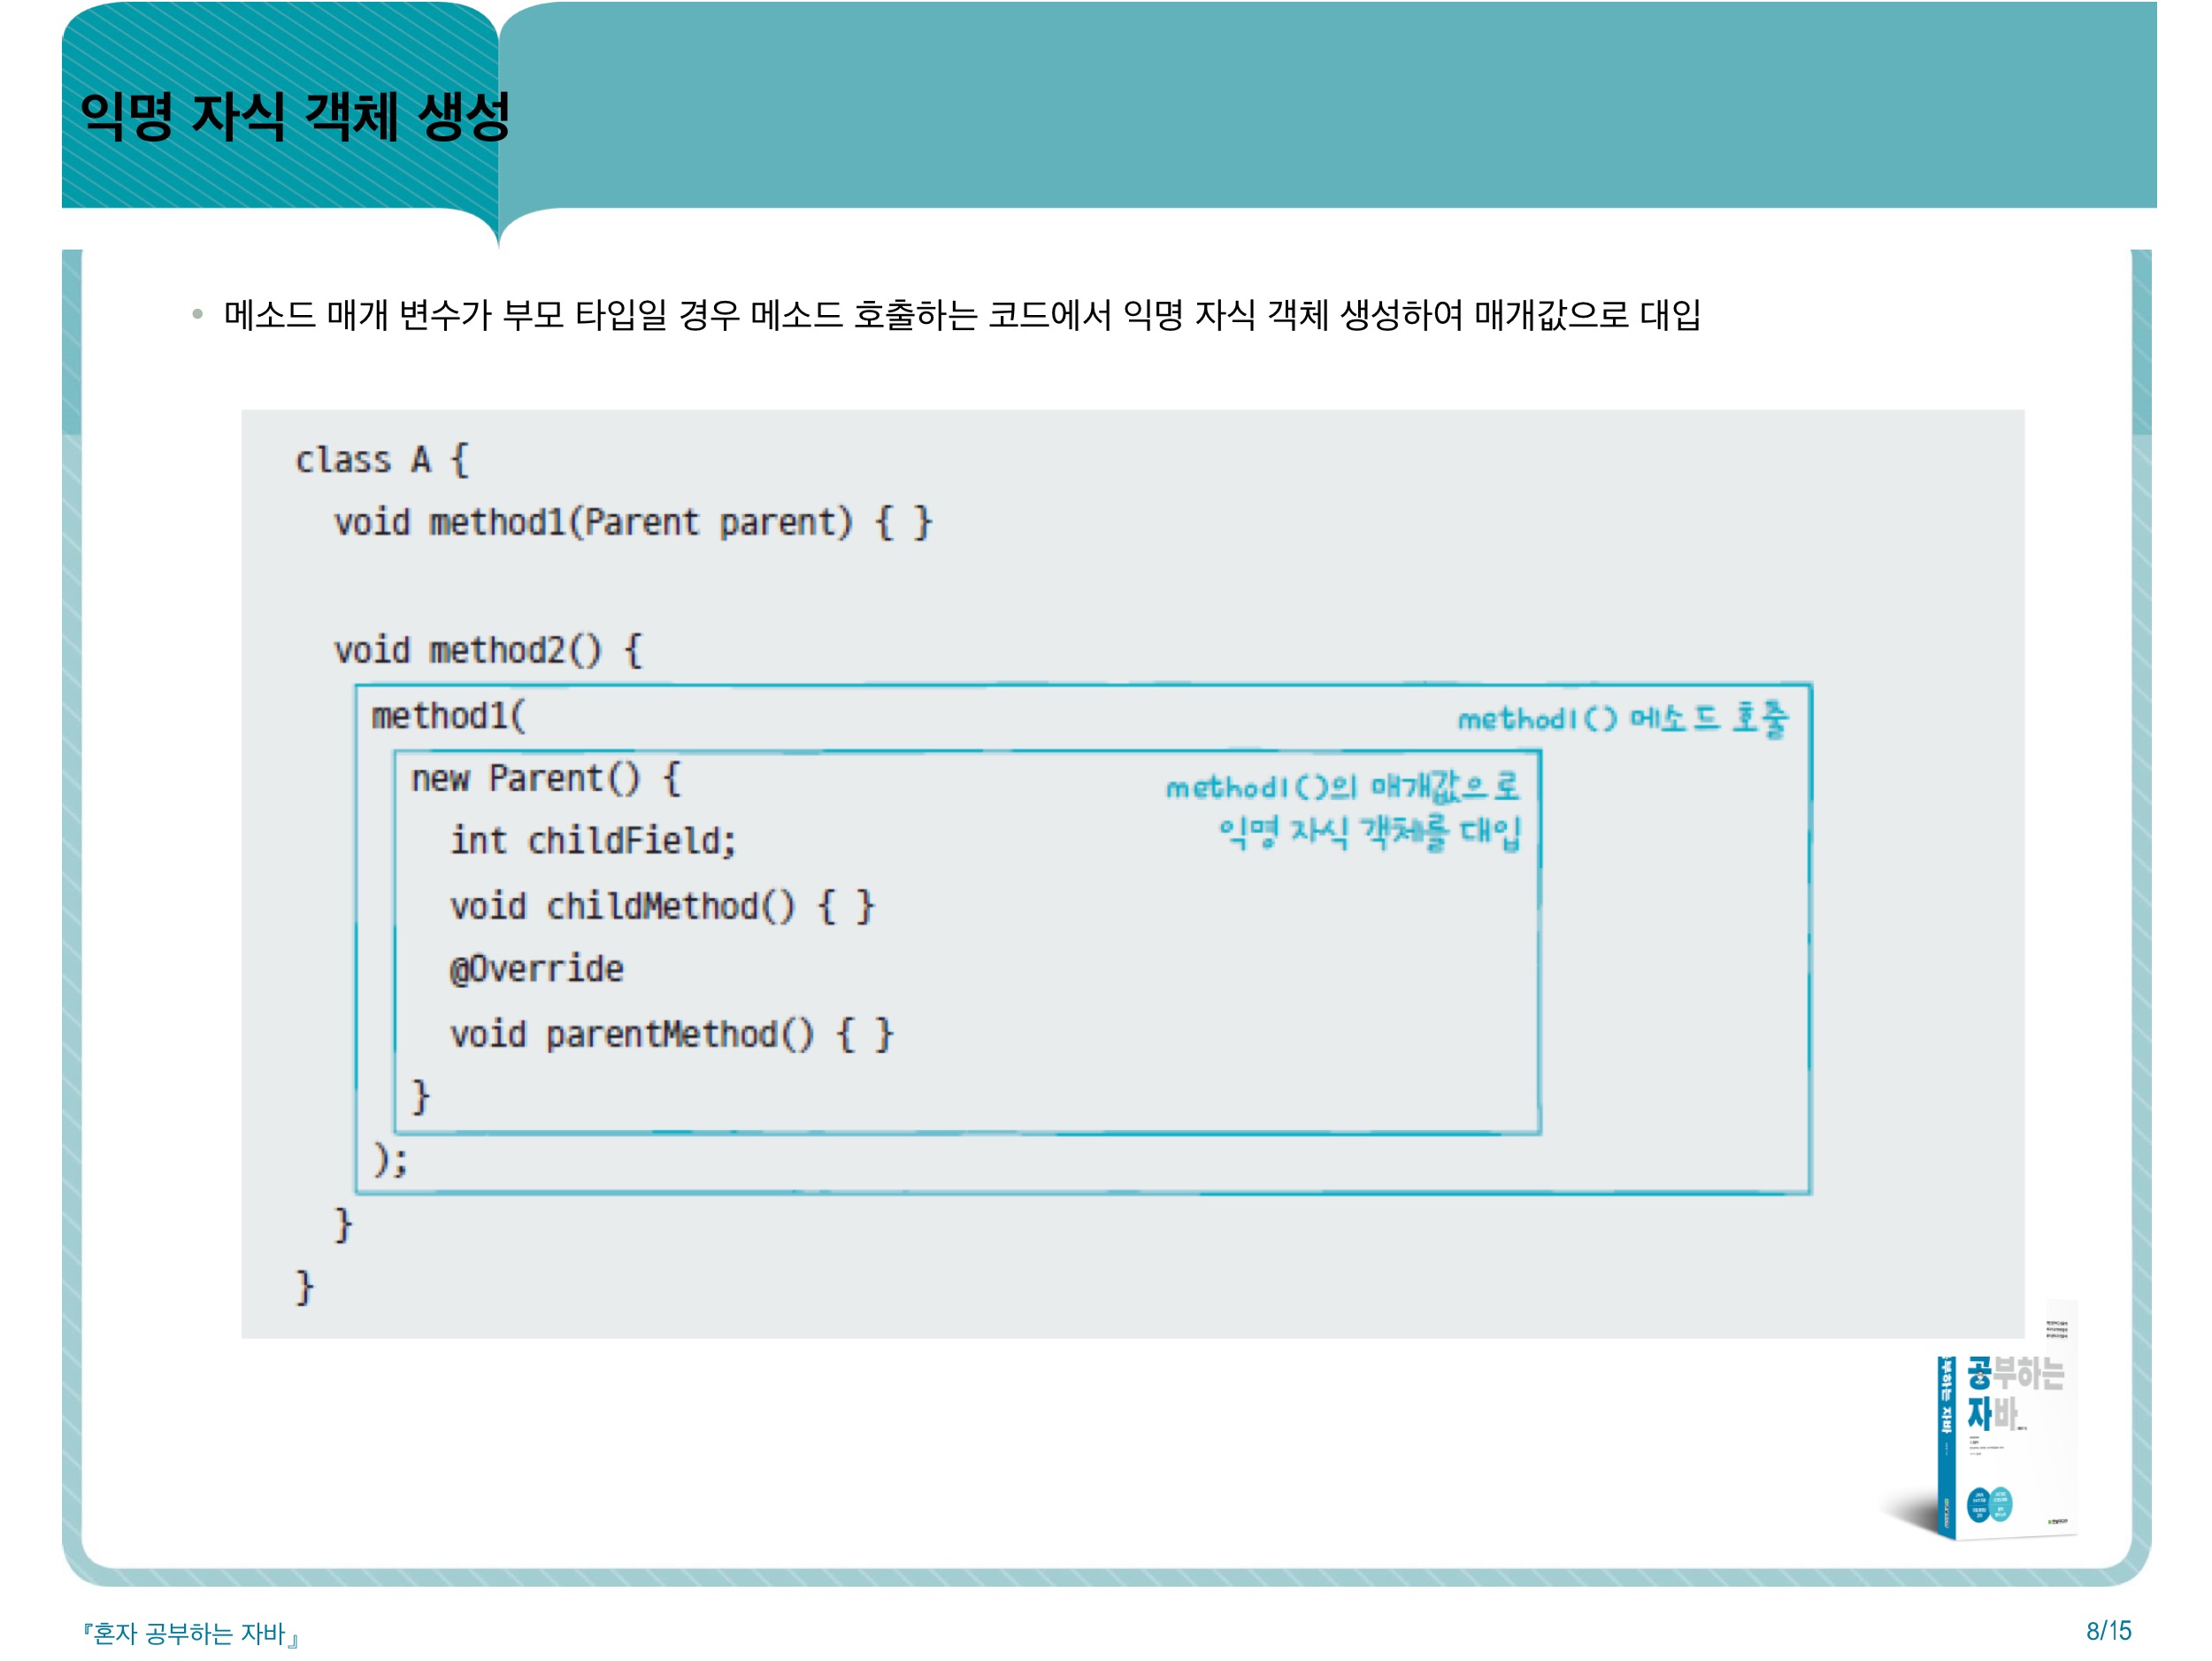 익명 자식 객체 생성
• 메소드 매개 변수가 부모 타입일 경우 메소드 호출하는 코드에서 익명 자식 객체 생성하여 매개값으로 대입
class A {
void method1(Parent parent) { }
void method2() {
method1(
method1() 메소드 호출
new Parent() {
method1()의 매개값으로
int childField;
익명 자식 객체를 대입
void childMethod() { }
@Override
void parentMethod() { }
}
);
}
}
공부하는
자바
부하는 자바
『혼자 공부하는 자바』
8/15